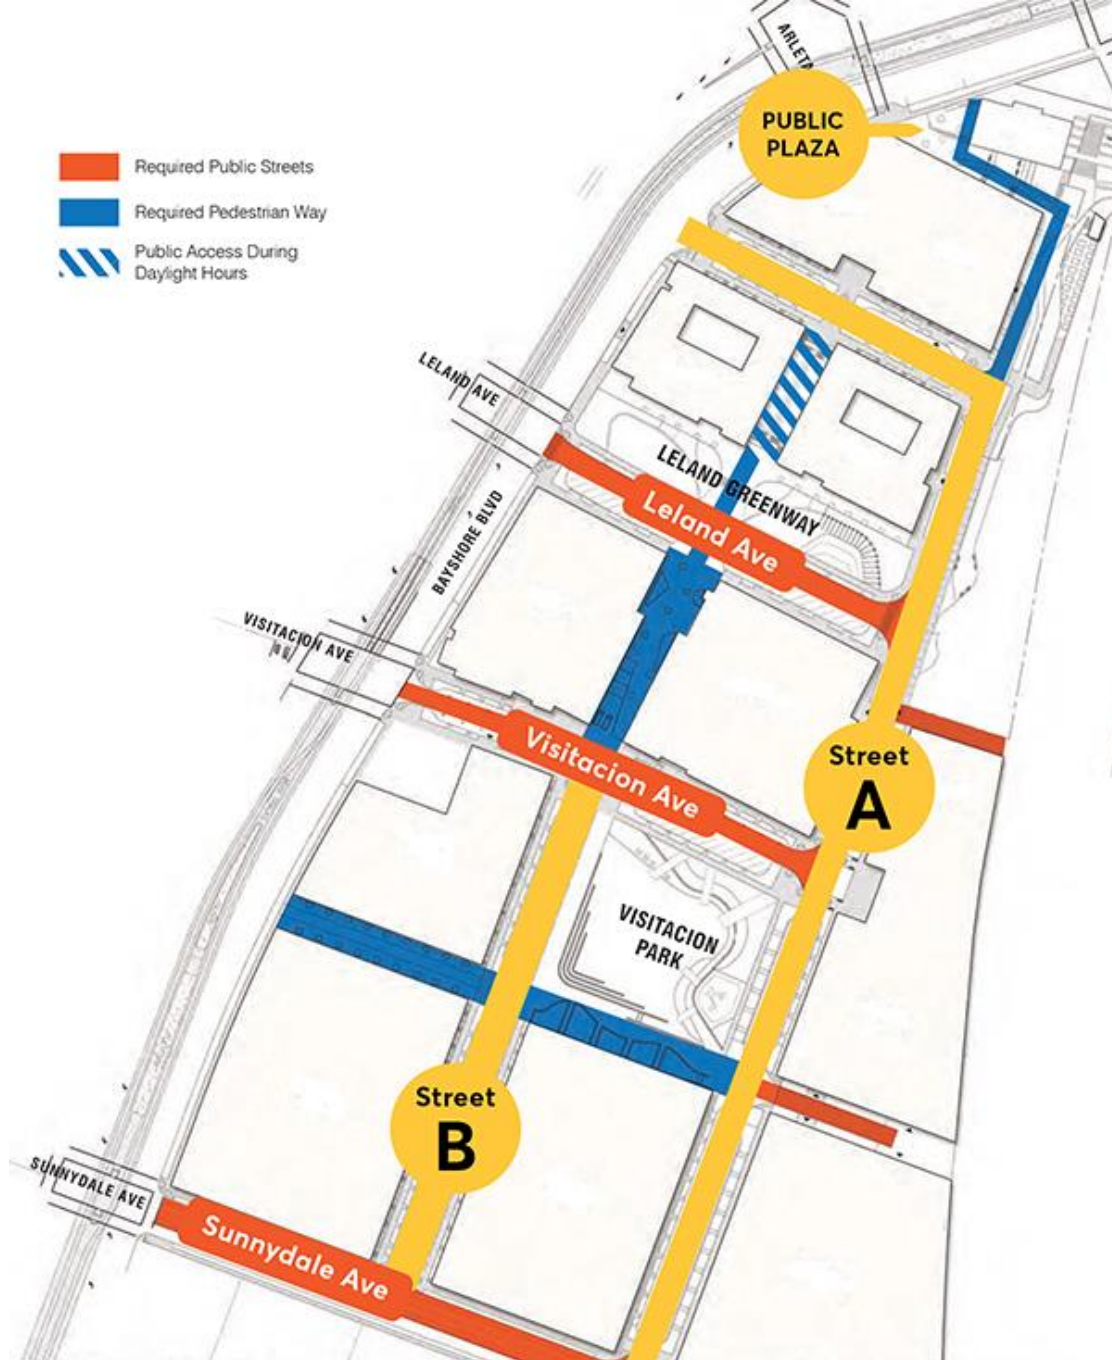 ARLETA
PUBLIC
PLAZA
Required Public Streets
Required Pedestrian Way
Public Access During
Daylight Hours
LELAND AVE
LELAND GREENWAY
Leland Ave
BAYSHORE BLVD
VISITACION AVE
Visitacion Ave
Street
A
VISITACION
PARK
Street
B
SUNNYDALE AVE
Sunnydale Ave